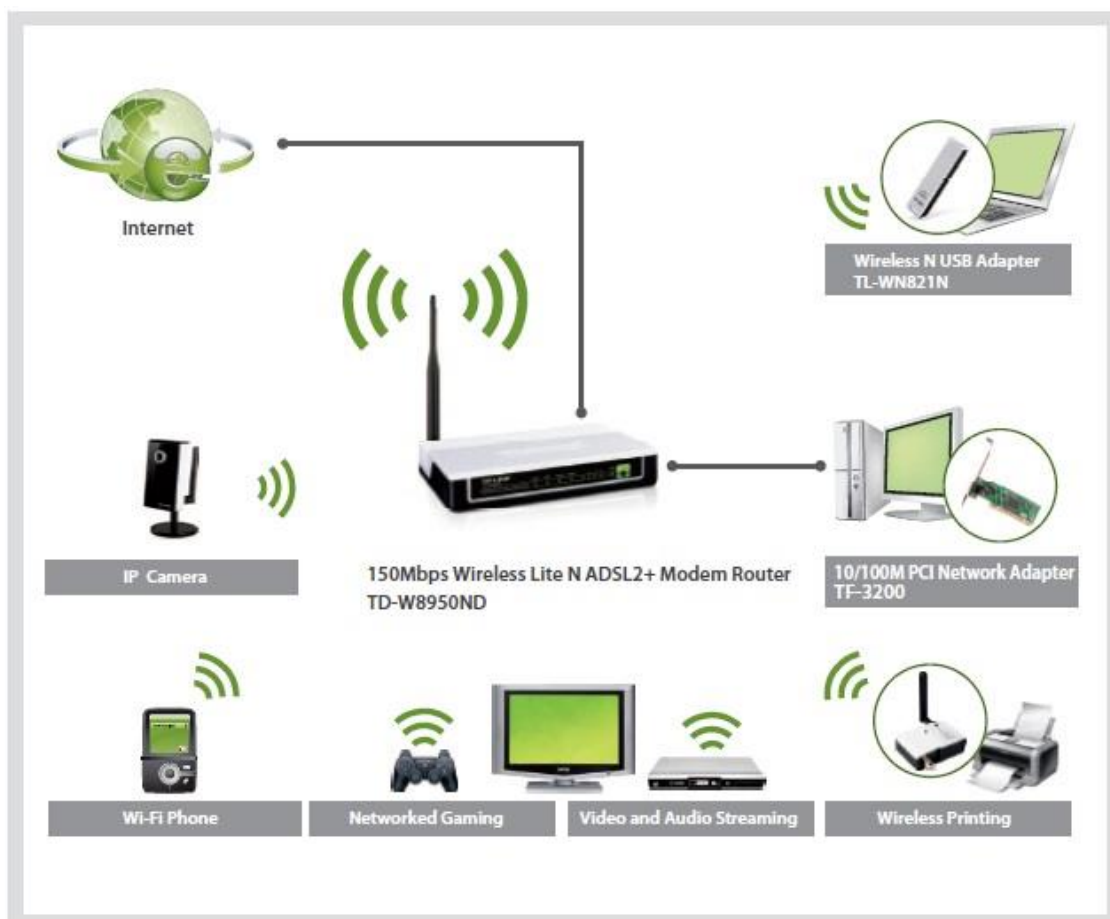 Internet
Wireless N USB Adapter
TL-WN821N
IP Camera
150Mbps Wireless Lite N ADSL2+ Modem Router
TD-W8950ND
10/100M PCI Network Adapter
TF-3200
Wi-Fi Phone
Networked Gaming
Video and Audio Streaming
Wireless Printing